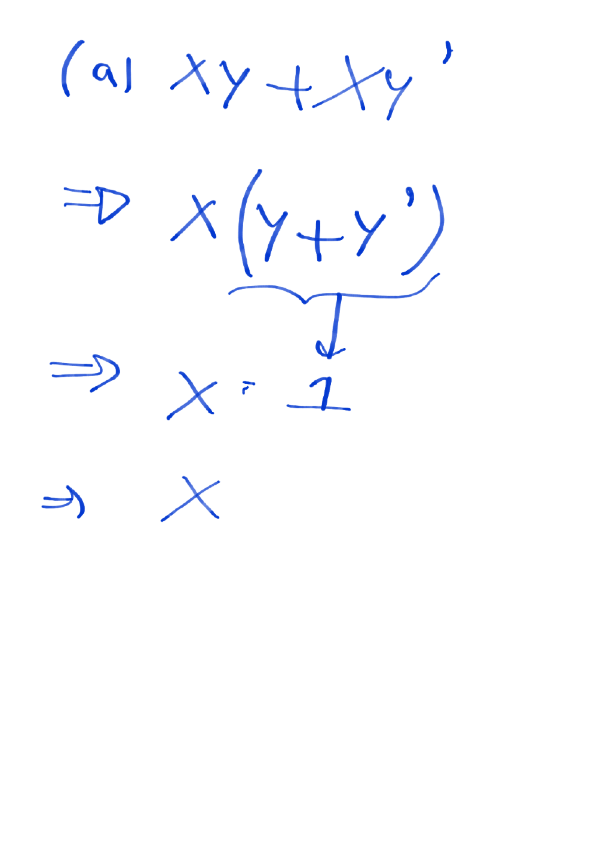 (a) xy + xy'
⇒ x(y+y')
⇒ x · 1
⇒ x